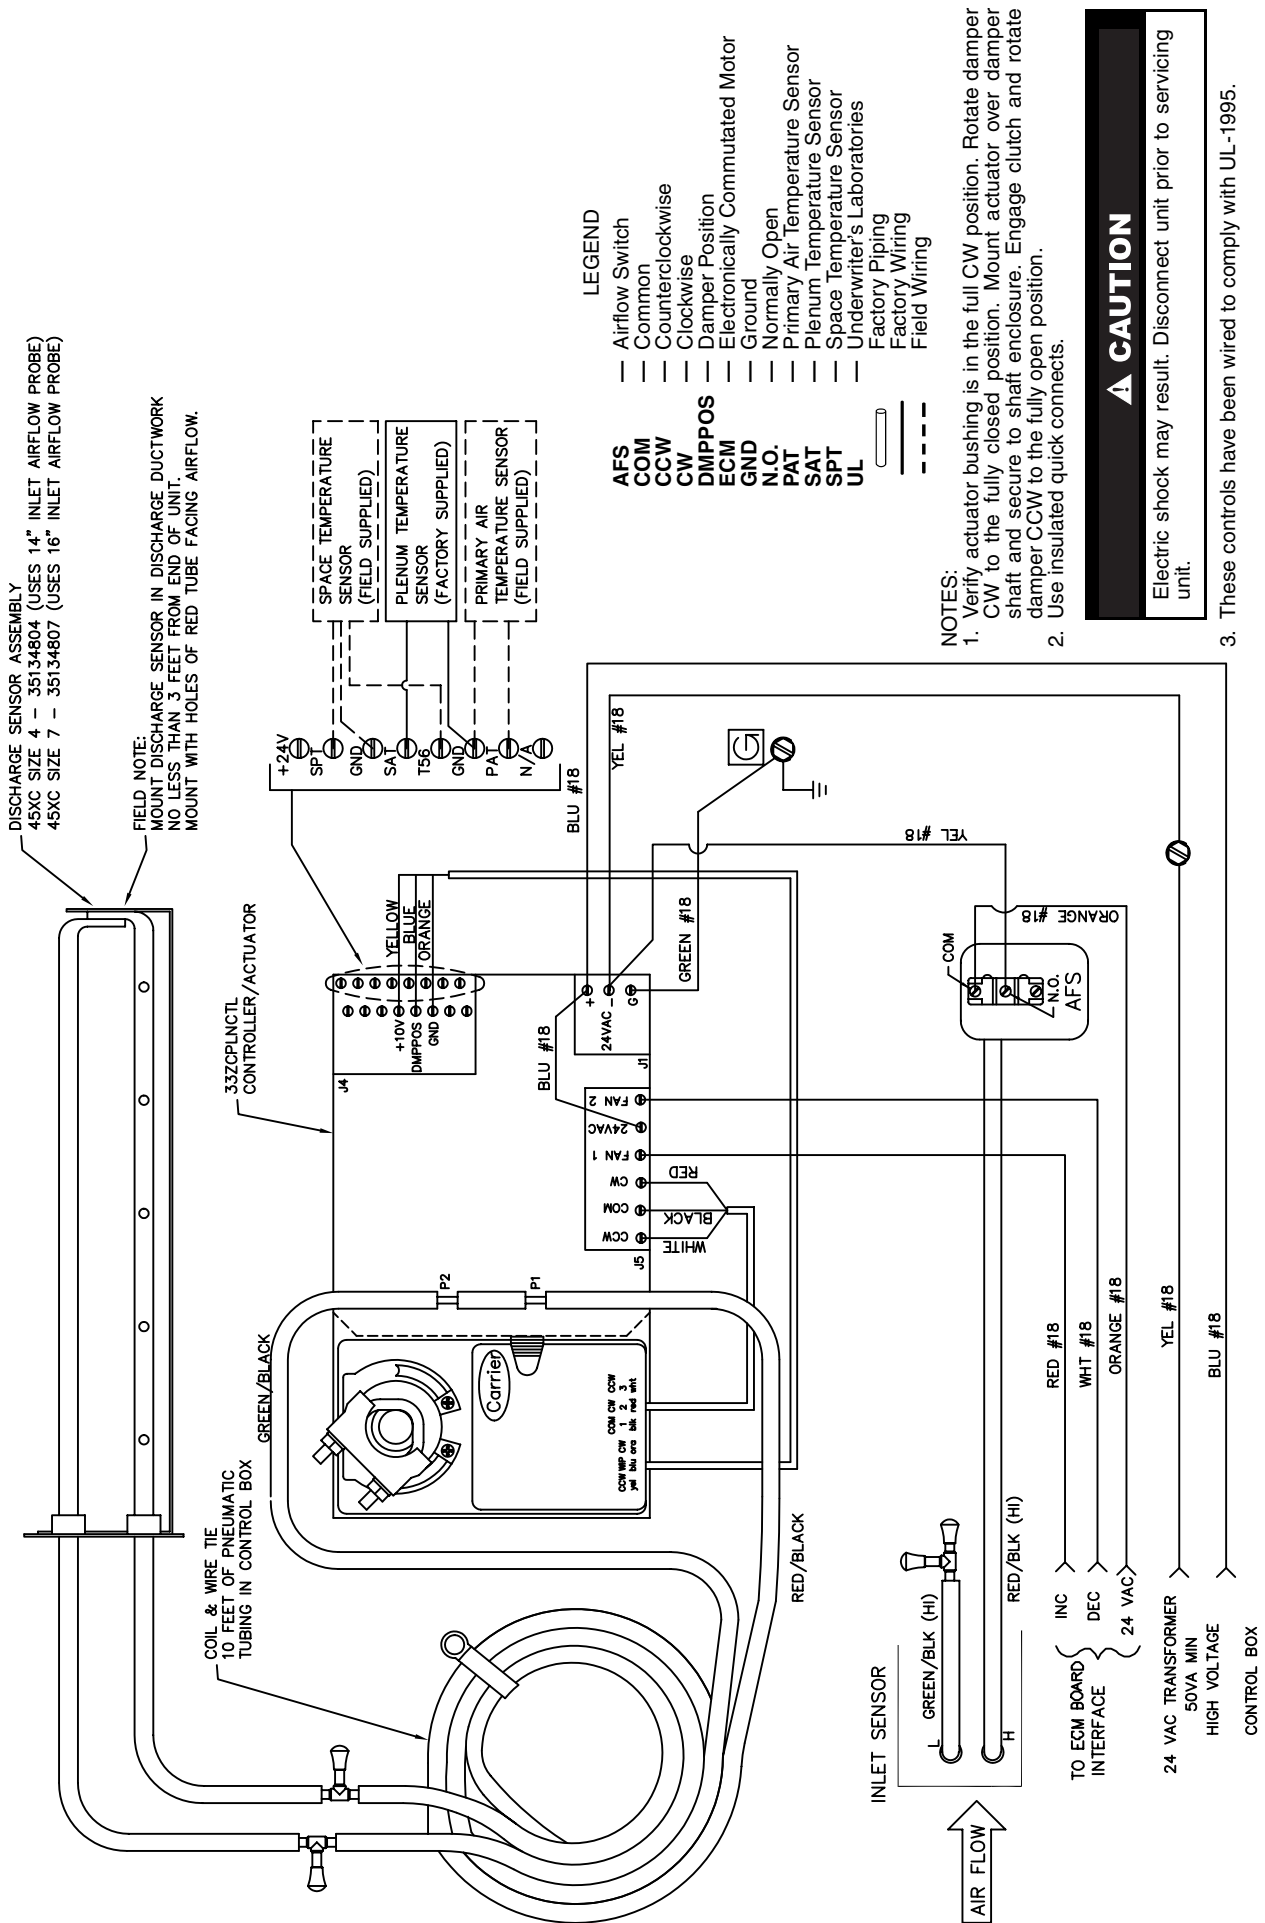 DISCHARGE SENSOR ASSEMBLY
45XC SIZE 4 – 35134804 (USES 14" INLET AIRFLOW PROBE)
45XC SIZE 7 – 35134807 (USES 16" INLET AIRFLOW PROBE)
FIELD NOTE:
MOUNT DISCHARGE SENSOR IN DISCHARGE DUCTWORK
NO LESS THAN 3 FEET FROM END OF UNIT.
MOUNT WITH HOLES OF RED TUBE FACING AIRFLOW.
COIL & WIRE TIE
10 FEET OF PNEUMATIC
TUBING IN CONTROL BOX
GREEN/BLACK
33ZCPLNCTL
CONTROLLER/ACTUATOR
SPACE TEMPERATURE
SENSOR
(FIELD SUPPLIED)
PLENUM TEMPERATURE
SENSOR
(FACTORY SUPPLIED)
PRIMARY AIR
TEMPERATURE SENSOR
(FIELD SUPPLIED)
+24V
SPT
GND
SAT
T56
GND
PAT
N/A
J4
+10V
DMPPOS
GND
YELLOW
BLUE
ORANGE
Carrier
P2
P1
COM CW CCW
1 2 3
blk red wht
CCW WIP CW
yel blu ora
J5
CCW
COM
CW
FAN 1
24VAC
FAN 2
WHITE
BLACK
RED
BLU #18
J1
24VAC
+
–
G
BLU #18
YEL #18
GREEN #18
G
YEL #18
ORANGE #18
COM
N.O.
AFS
RED/BLACK
INLET SENSOR
AIR FLOW
L
GREEN/BLK (HI)
H
RED/BLK (HI)
TO ECM BOARD
INTERFACE
INC
RED #18
DEC
WHT #18
24 VAC
ORANGE #18
24 VAC TRANSFORMER
50VA MIN
YEL #18
HIGH VOLTAGE
BLU #18
CONTROL BOX
LEGEND
AFS — Airflow Switch
COM — Common
CCW — Counterclockwise
CW — Clockwise
DMPPOS — Damper Position
ECM — Electronically Commutated Motor
GND — Ground
N.O. — Normally Open
PAT — Primary Air Temperature Sensor
SAT — Plenum Temperature Sensor
SPT — Space Temperature Sensor
UL — Underwriter's Laboratories
Factory Piping
Factory Wiring
Field Wiring
NOTES:
1. Verify actuator bushing is in the full CW position. Rotate damper
CW to the fully closed position. Mount actuator over damper
shaft and secure to shaft enclosure. Engage clutch and rotate
damper CCW to the fully open position.
2. Use insulated quick connects.
CAUTION
Electric shock may result. Disconnect unit prior to servicing
unit.
3. These controls have been wired to comply with UL-1995.